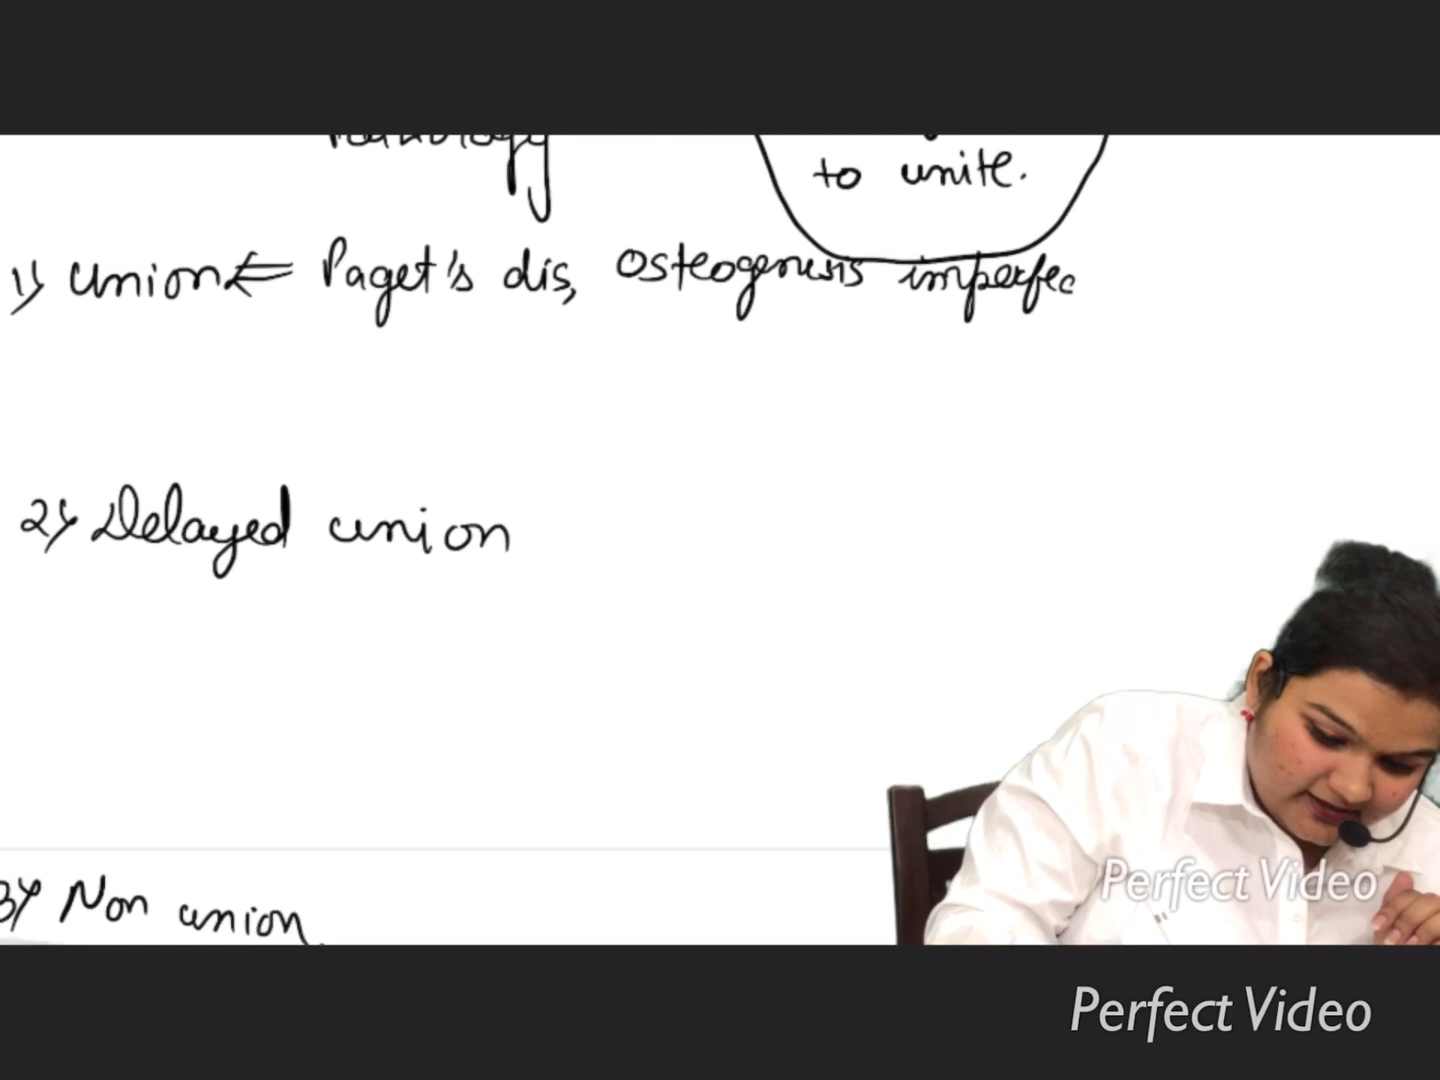 to unite.
1) Union ⇐ Paget's dis, osteogenesis imperfec
2) Delayed union
3) Non union
Perfect Video
Perfect Video